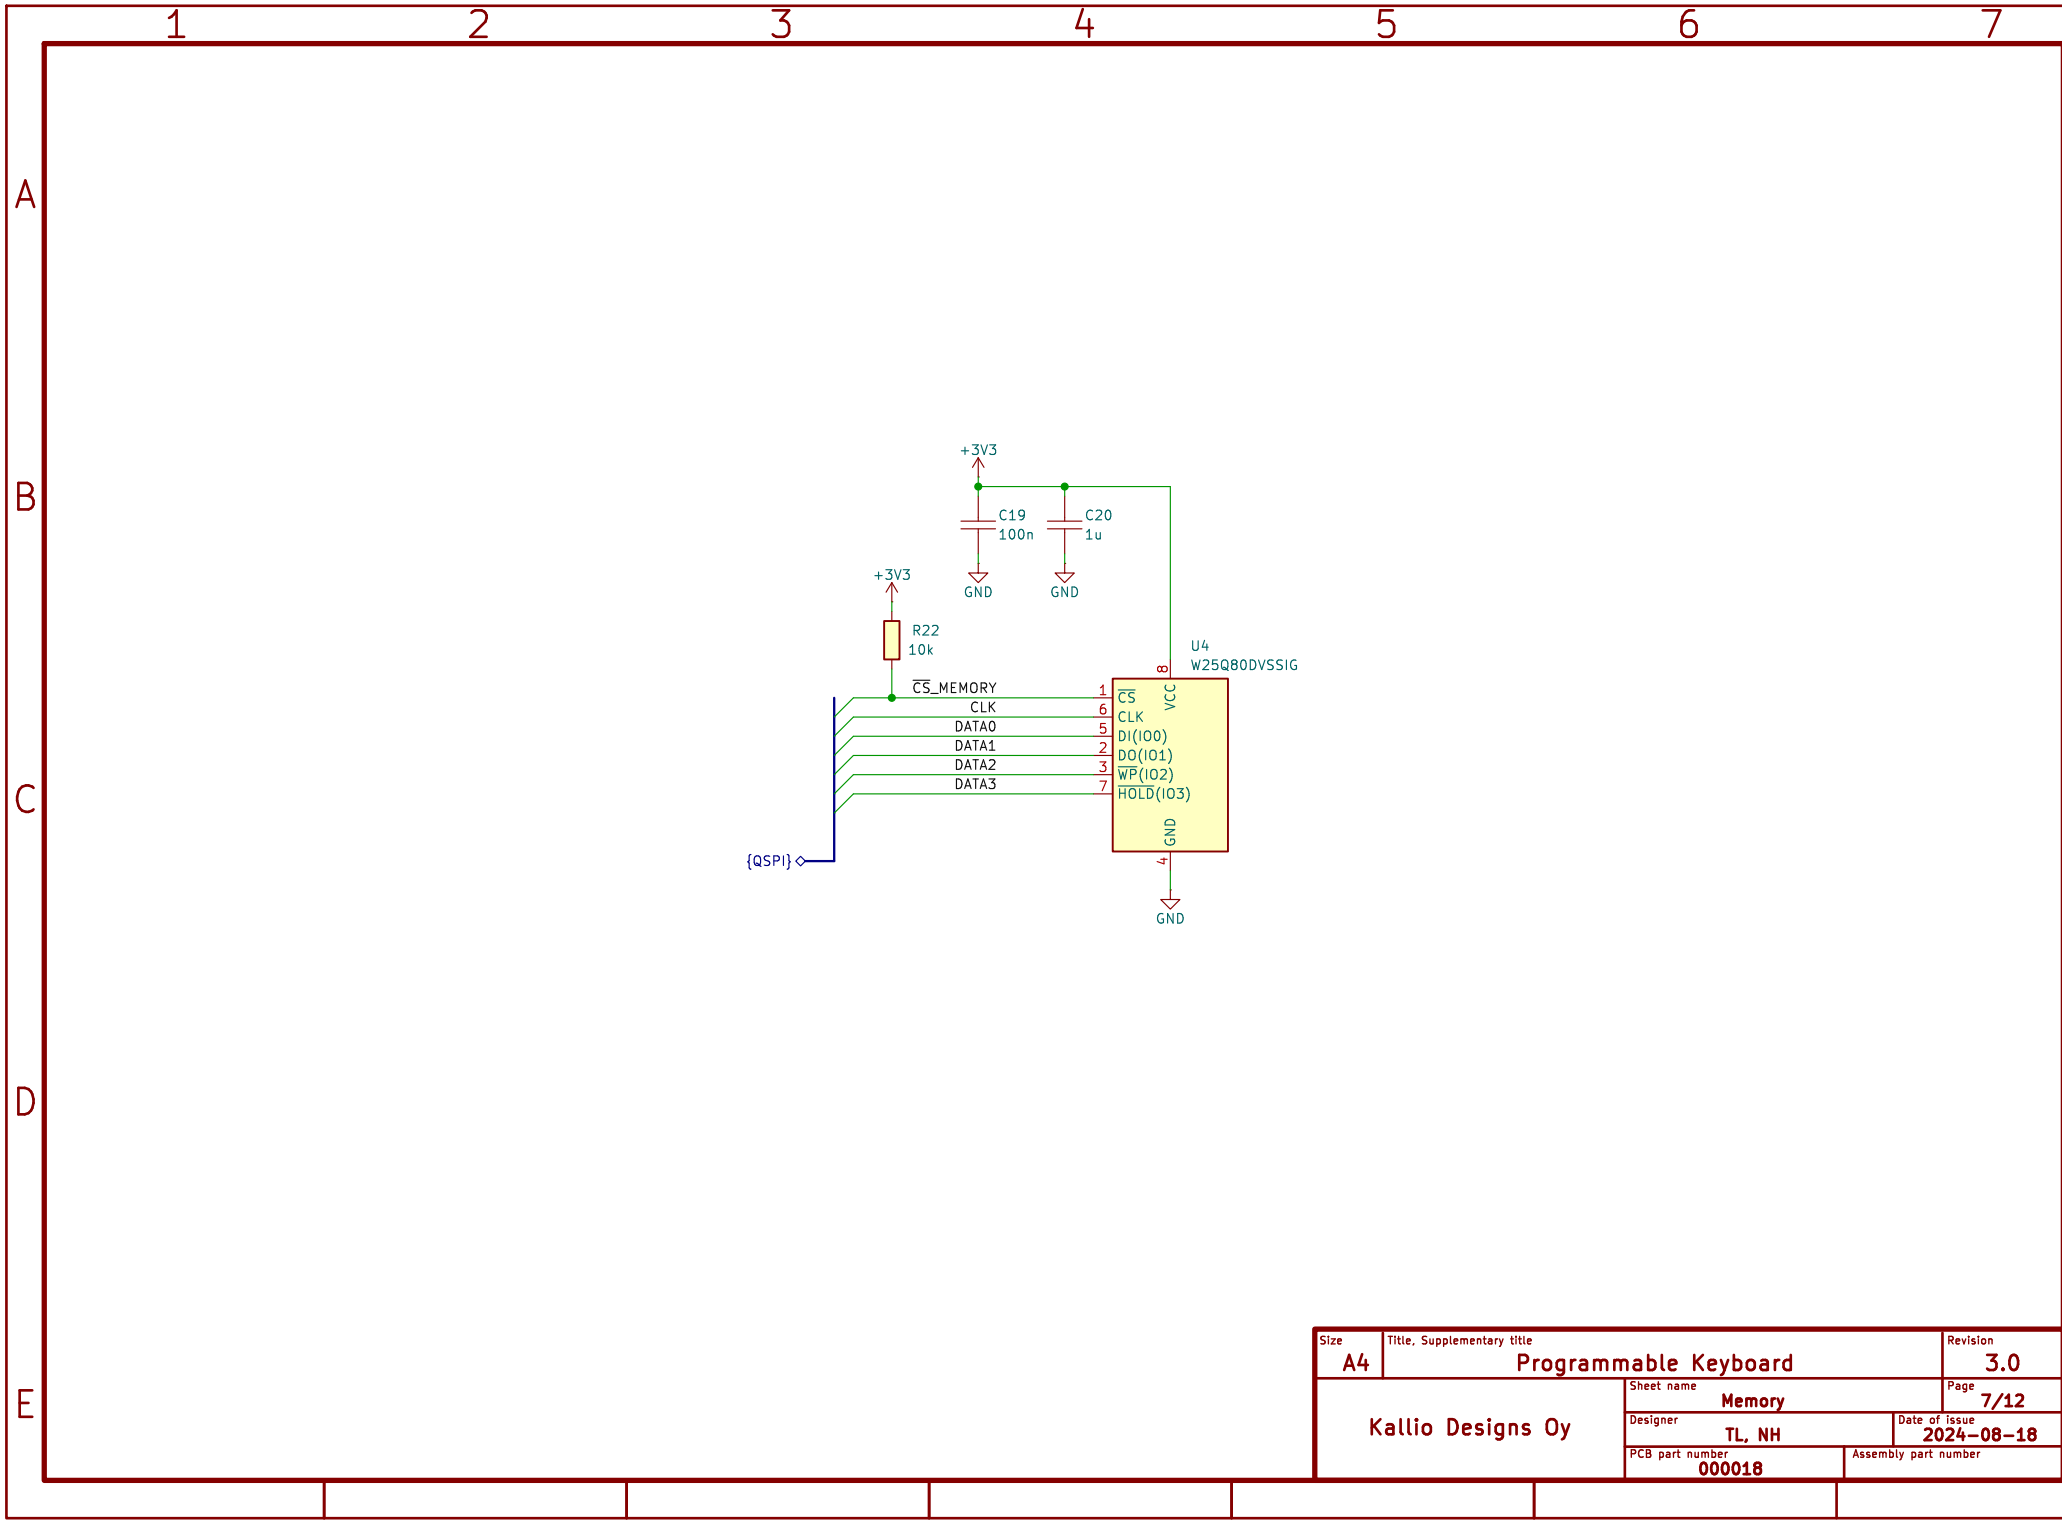 1 2 3 4 5 6 7
A
B
C
D
E
+3V3
C19
100n
C20
1u
GND
GND
+3V3
R22
10k
U4
W25Q80DVSSIG
CS_MEMORY
CLK
DATA0
DATA1
DATA2
DATA3
1
6
5
2
3
7
8
4
CS
CLK
DI(IO0)
DO(IO1)
WP(IO2)
HOLD(IO3)
VCC
GND
{QSPI}
GND
Size
A4
Title, Supplementary title
Programmable Keyboard
Revision
3.0
Kallio Designs Oy
Sheet name
Memory
Page
7/12
Designer
TL, NH
Date of issue
2024-08-18
PCB part number
000018
Assembly part number